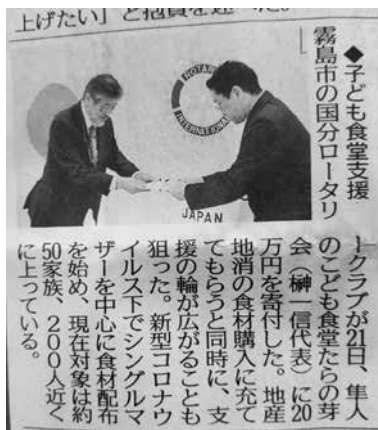 上げたい」と抱負を述べた。
◆子ども食堂支援
霧島市の国分ロータリ
ROTARY
INTERNATIONAL
JAPAN
ークラブが21日、隼人
のこども食堂たらの芽
会（榊一信代表）に20
万円を寄付した。地産
地消の食材購入に充て
てもらうと同時に、支
援の輪が広がることも
狙った。新型コロナウ
イルス下でシングルマ
ザーを中心に食材配布
を始め、現在対象は約
50家族、200人近く
に上っている。